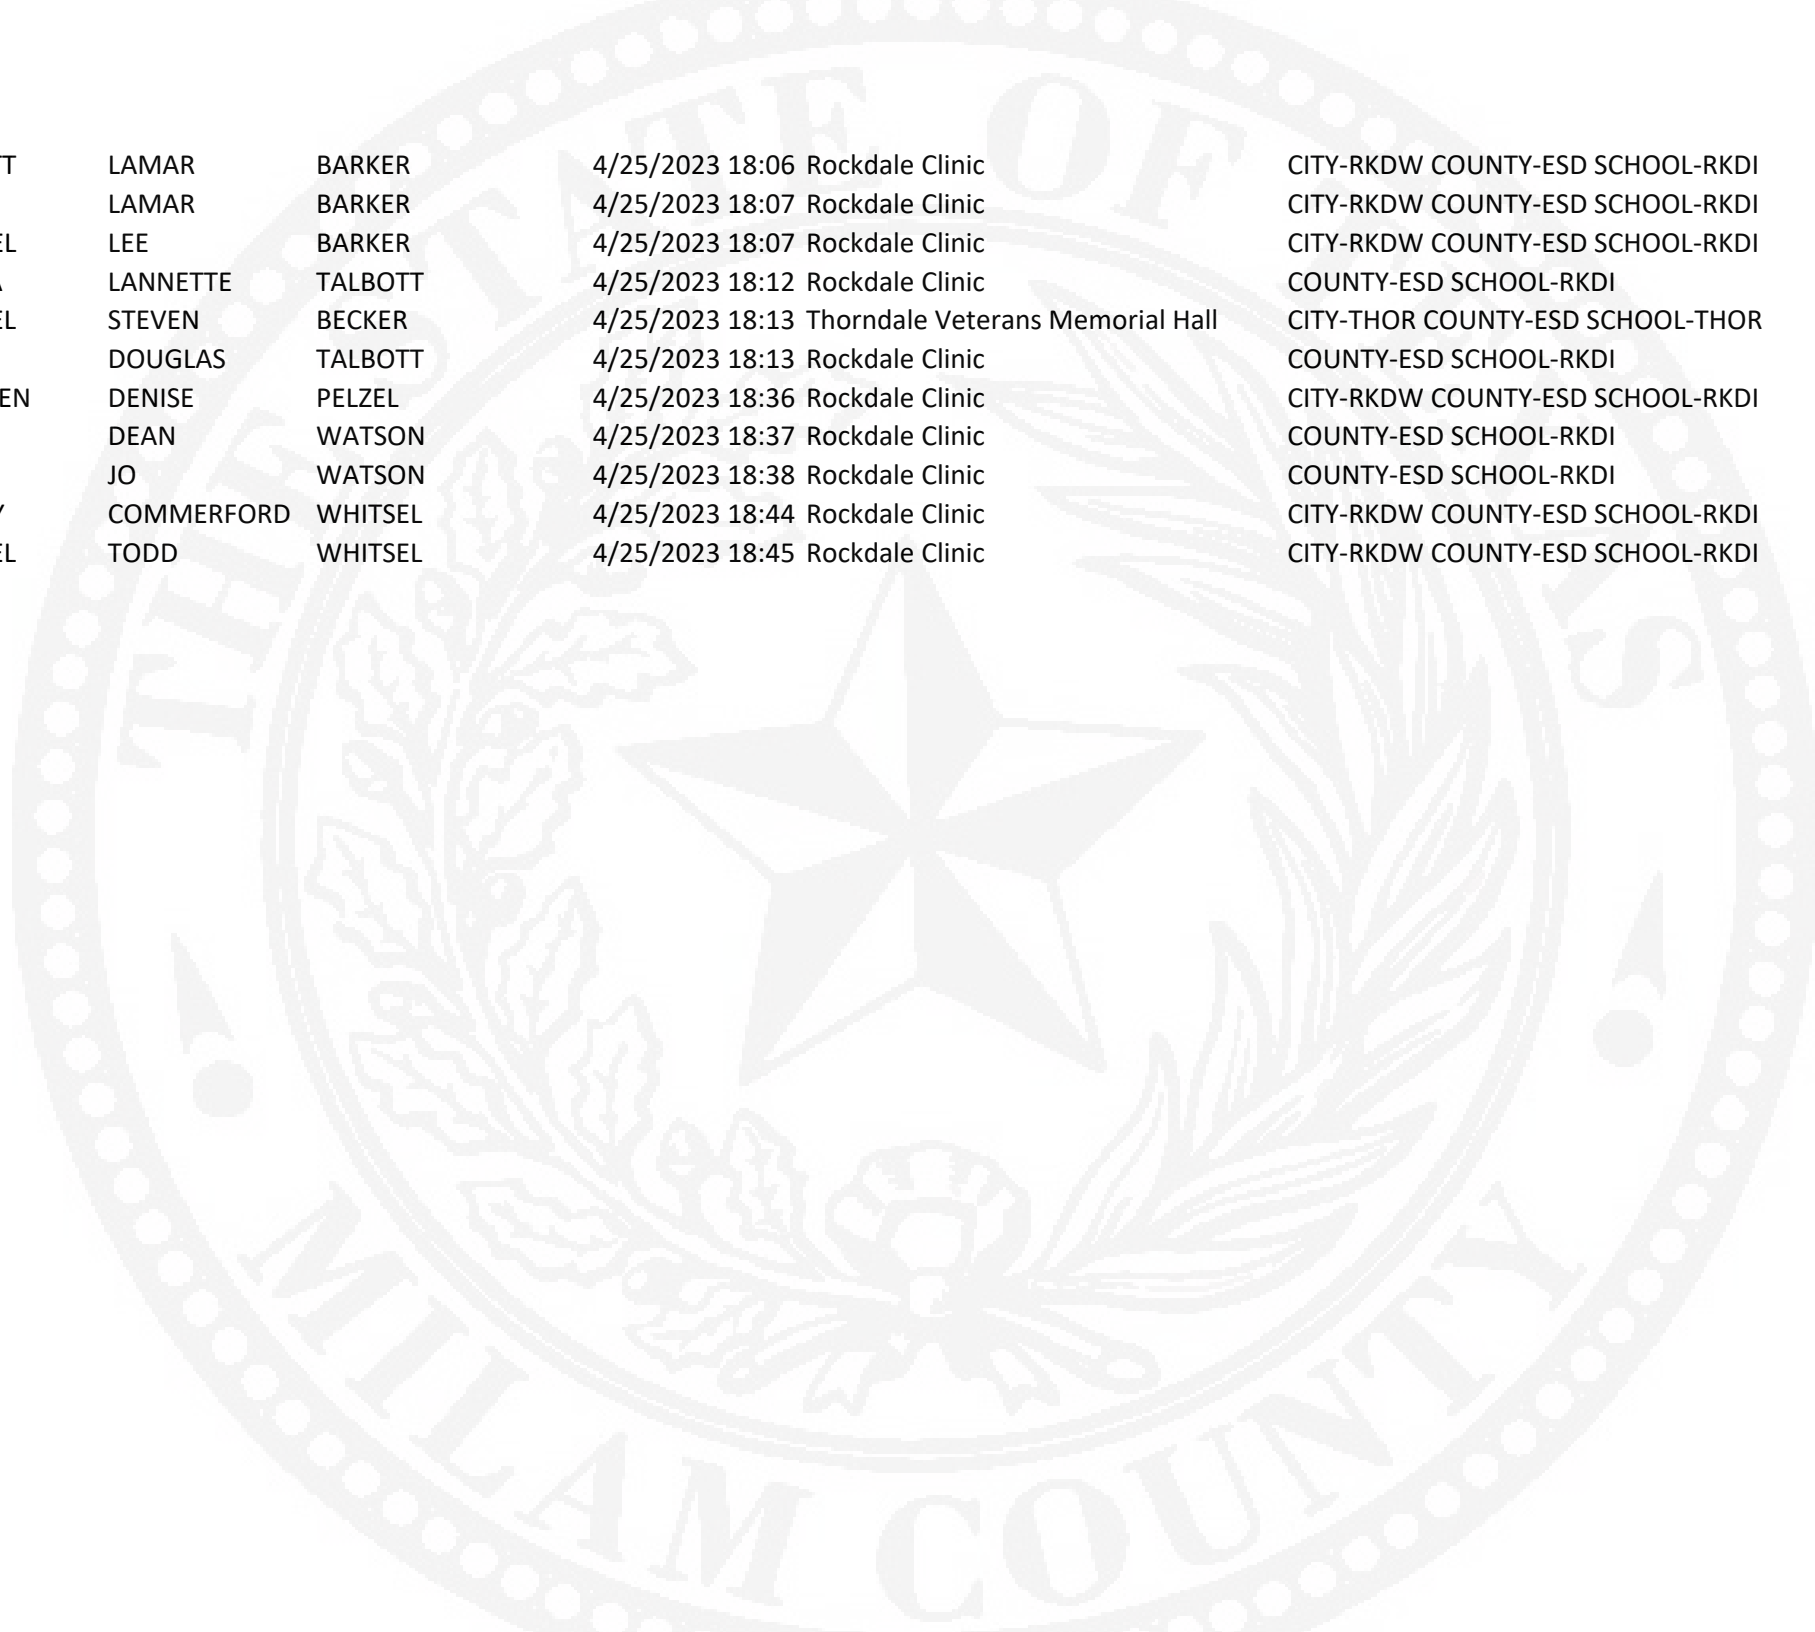 TT LAMAR BARKER 4/25/2023 18:06 Rockdale Clinic CITY-RKDW COUNTY-ESD SCHOOL-RKDI
LAMAR BARKER 4/25/2023 18:07 Rockdale Clinic CITY-RKDW COUNTY-ESD SCHOOL-RKDI
EL LEE BARKER 4/25/2023 18:07 Rockdale Clinic CITY-RKDW COUNTY-ESD SCHOOL-RKDI
LANNETTE TALBOTT 4/25/2023 18:12 Rockdale Clinic COUNTY-ESD SCHOOL-RKDI
EL STEVEN BECKER 4/25/2023 18:13 Thorndale Veterans Memorial Hall CITY-THOR COUNTY-ESD SCHOOL-THOR
DOUGLAS TALBOTT 4/25/2023 18:13 Rockdale Clinic COUNTY-ESD SCHOOL-RKDI
EN DENISE PELZEL 4/25/2023 18:36 Rockdale Clinic CITY-RKDW COUNTY-ESD SCHOOL-RKDI
DEAN WATSON 4/25/2023 18:37 Rockdale Clinic COUNTY-ESD SCHOOL-RKDI
JO WATSON 4/25/2023 18:38 Rockdale Clinic COUNTY-ESD SCHOOL-RKDI
Y COMMERFORD WHITSEL 4/25/2023 18:44 Rockdale Clinic CITY-RKDW COUNTY-ESD SCHOOL-RKDI
EL TODD WHITSEL 4/25/2023 18:45 Rockdale Clinic CITY-RKDW COUNTY-ESD SCHOOL-RKDI
THE STATE OF TEXAS
MILAM COUNTY